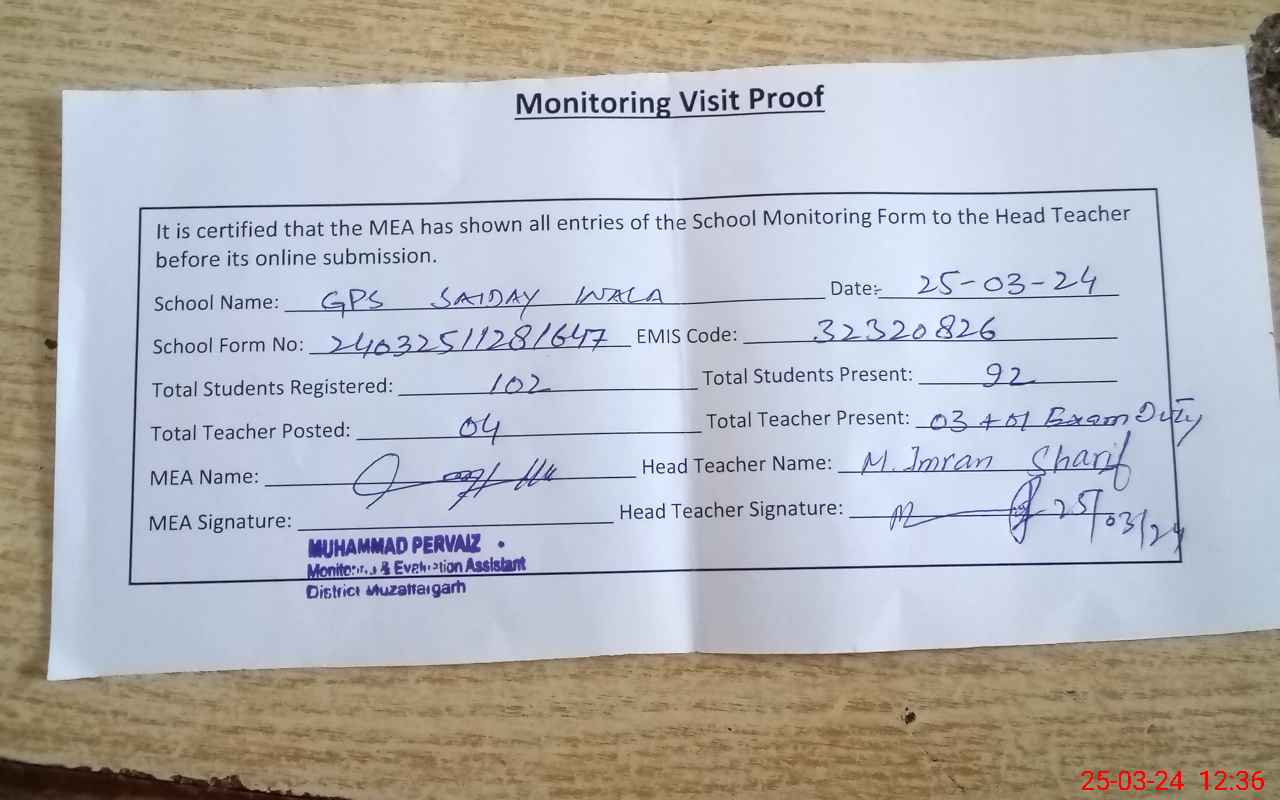 Monitoring Visit Proof
It is certified that the MEA has shown all entries of the School Monitoring Form to the Head Teacher
before its online submission.
School Name: GPS SAIDAY WALA Date: 25-03-24
School Form No: 24032511281647 EMIS Code: 32320826
Total Students Registered: 102 Total Students Present: 92
Total Teacher Posted: 04 Total Teacher Present: 03 + 01 Exam Duty
MEA Name: Head Teacher Name: M. Imran Sharif
MEA Signature: Head Teacher Signature: 25/03/24
MUHAMMAD PERVAIZ
Monitoring & Evaluation Assistant
District Muzaffargarh
25-03-24 12:36